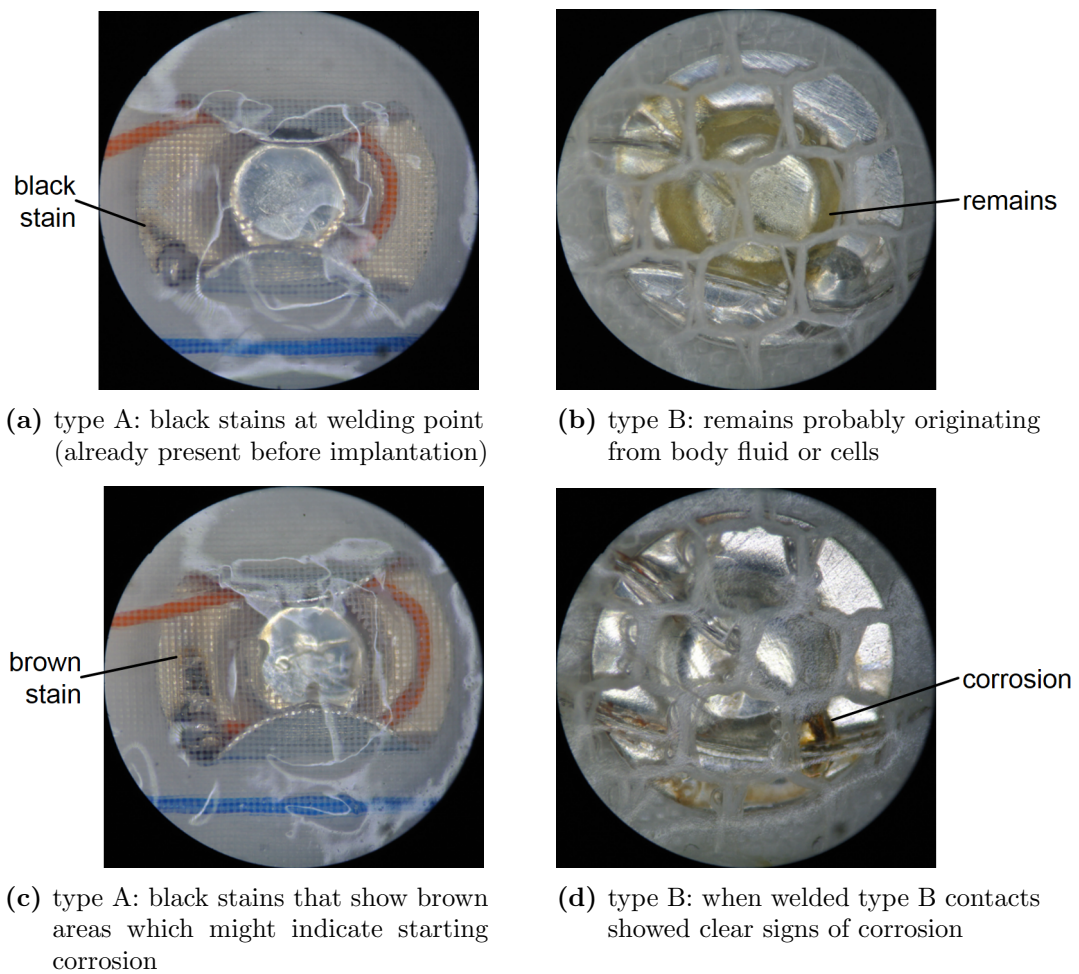 black
stain
remains
(a) type A: black stains at welding point
(already present before implantation)
(b) type B: remains probably originating
from body fluid or cells
brown
stain
corrosion
(c) type A: black stains that show brown
areas which might indicate starting
corrosion
(d) type B: when welded type B contacts
showed clear signs of corrosion